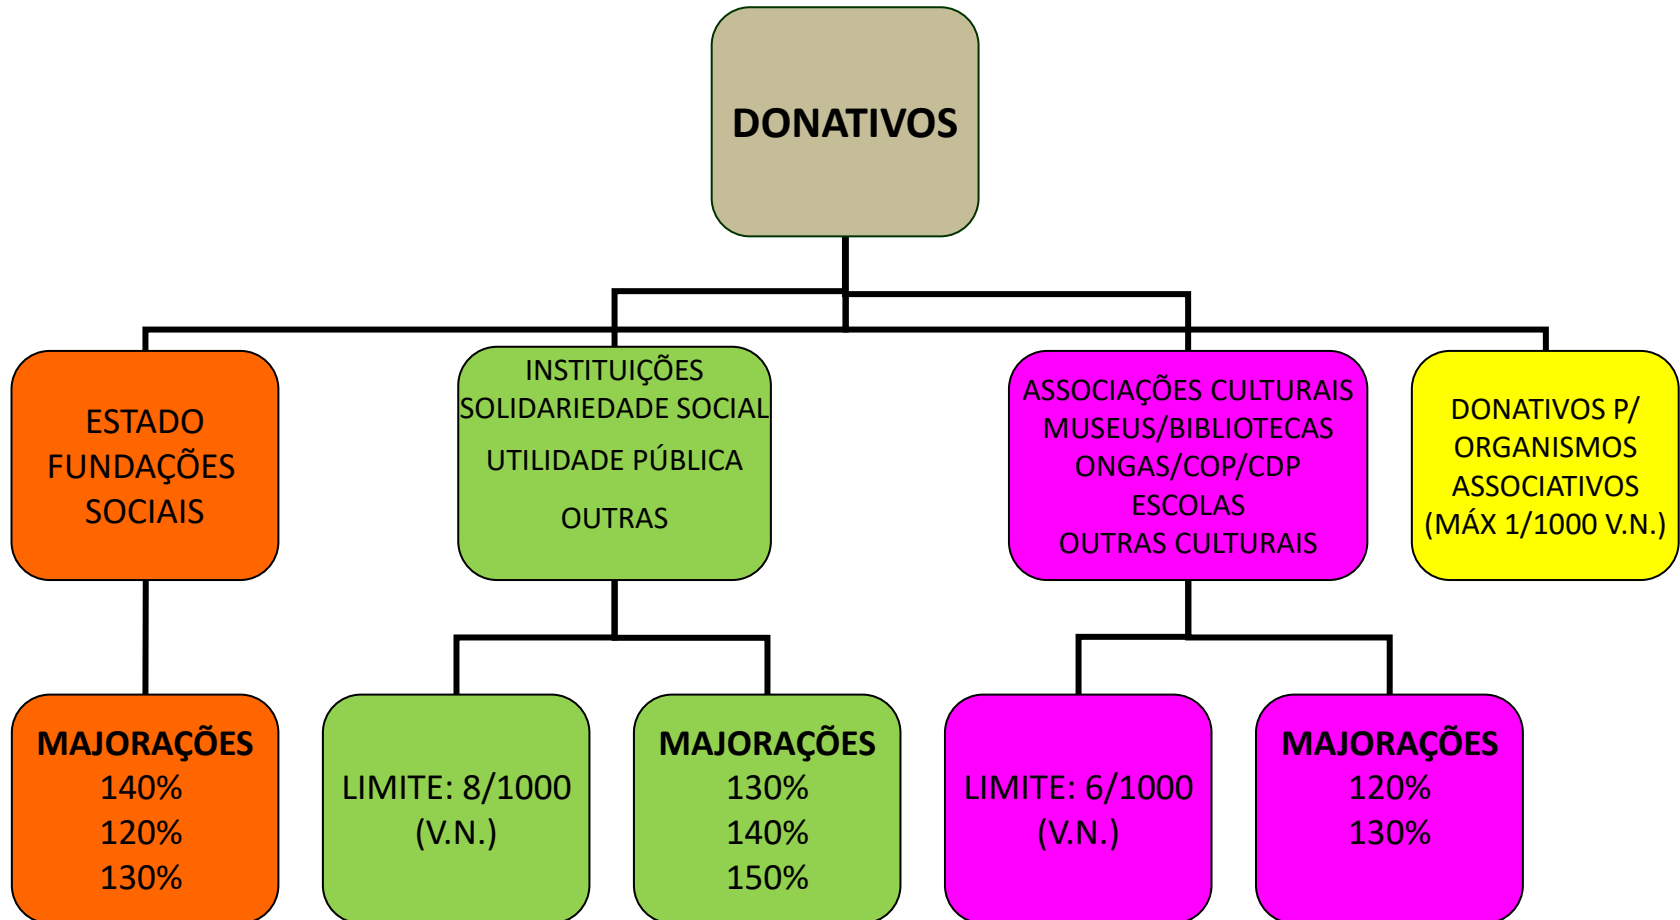 DONATIVOS
ESTADO
FUNDAÇÕES
SOCIAIS
INSTITUIÇÕES
SOLIDARIEDADE SOCIAL
UTILIDADE PÚBLICA
OUTRAS
ASSOCIAÇÕES CULTURAIS
MUSEUS/BIBLIOTECAS
ONGAS/COP/CDP
ESCOLAS
OUTRAS CULTURAIS
DONATIVOS P/
ORGANISMOS
ASSOCIATIVOS
(MÁX 1/1000 V.N.)
MAJORAÇÕES
140%
120%
130%
LIMITE: 8/1000
(V.N.)
MAJORAÇÕES
130%
140%
150%
LIMITE: 6/1000
(V.N.)
MAJORAÇÕES
120%
130%